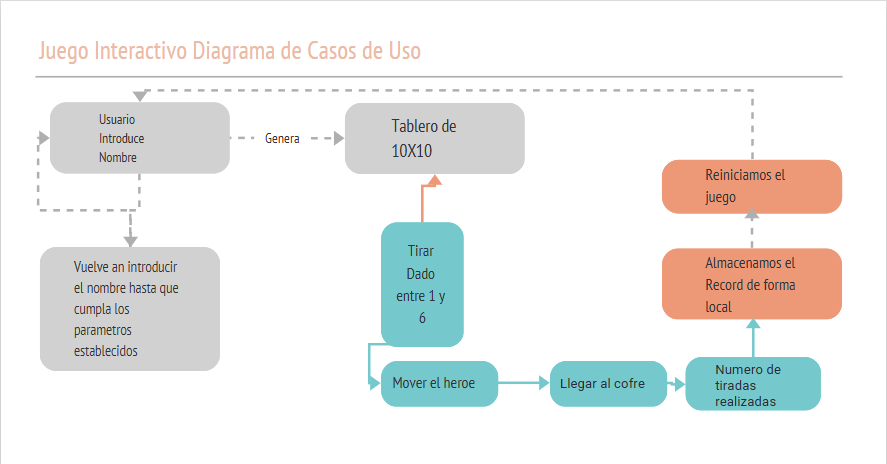 Juego Interactivo Diagrama de Casos de Uso
Usuario
Introduce
Nombre
Genera
Tablero de
10X10
Reiniciamos el
juego
Vuelve an introducir
el nombre hasta que
cumpla los
parametros
establecidos
Tirar
Dado
entre 1 y
6
Almacenamos el
Record de forma
local
Mover el heroe
Llegar al cofre
Numero de
tiradas
realizadas